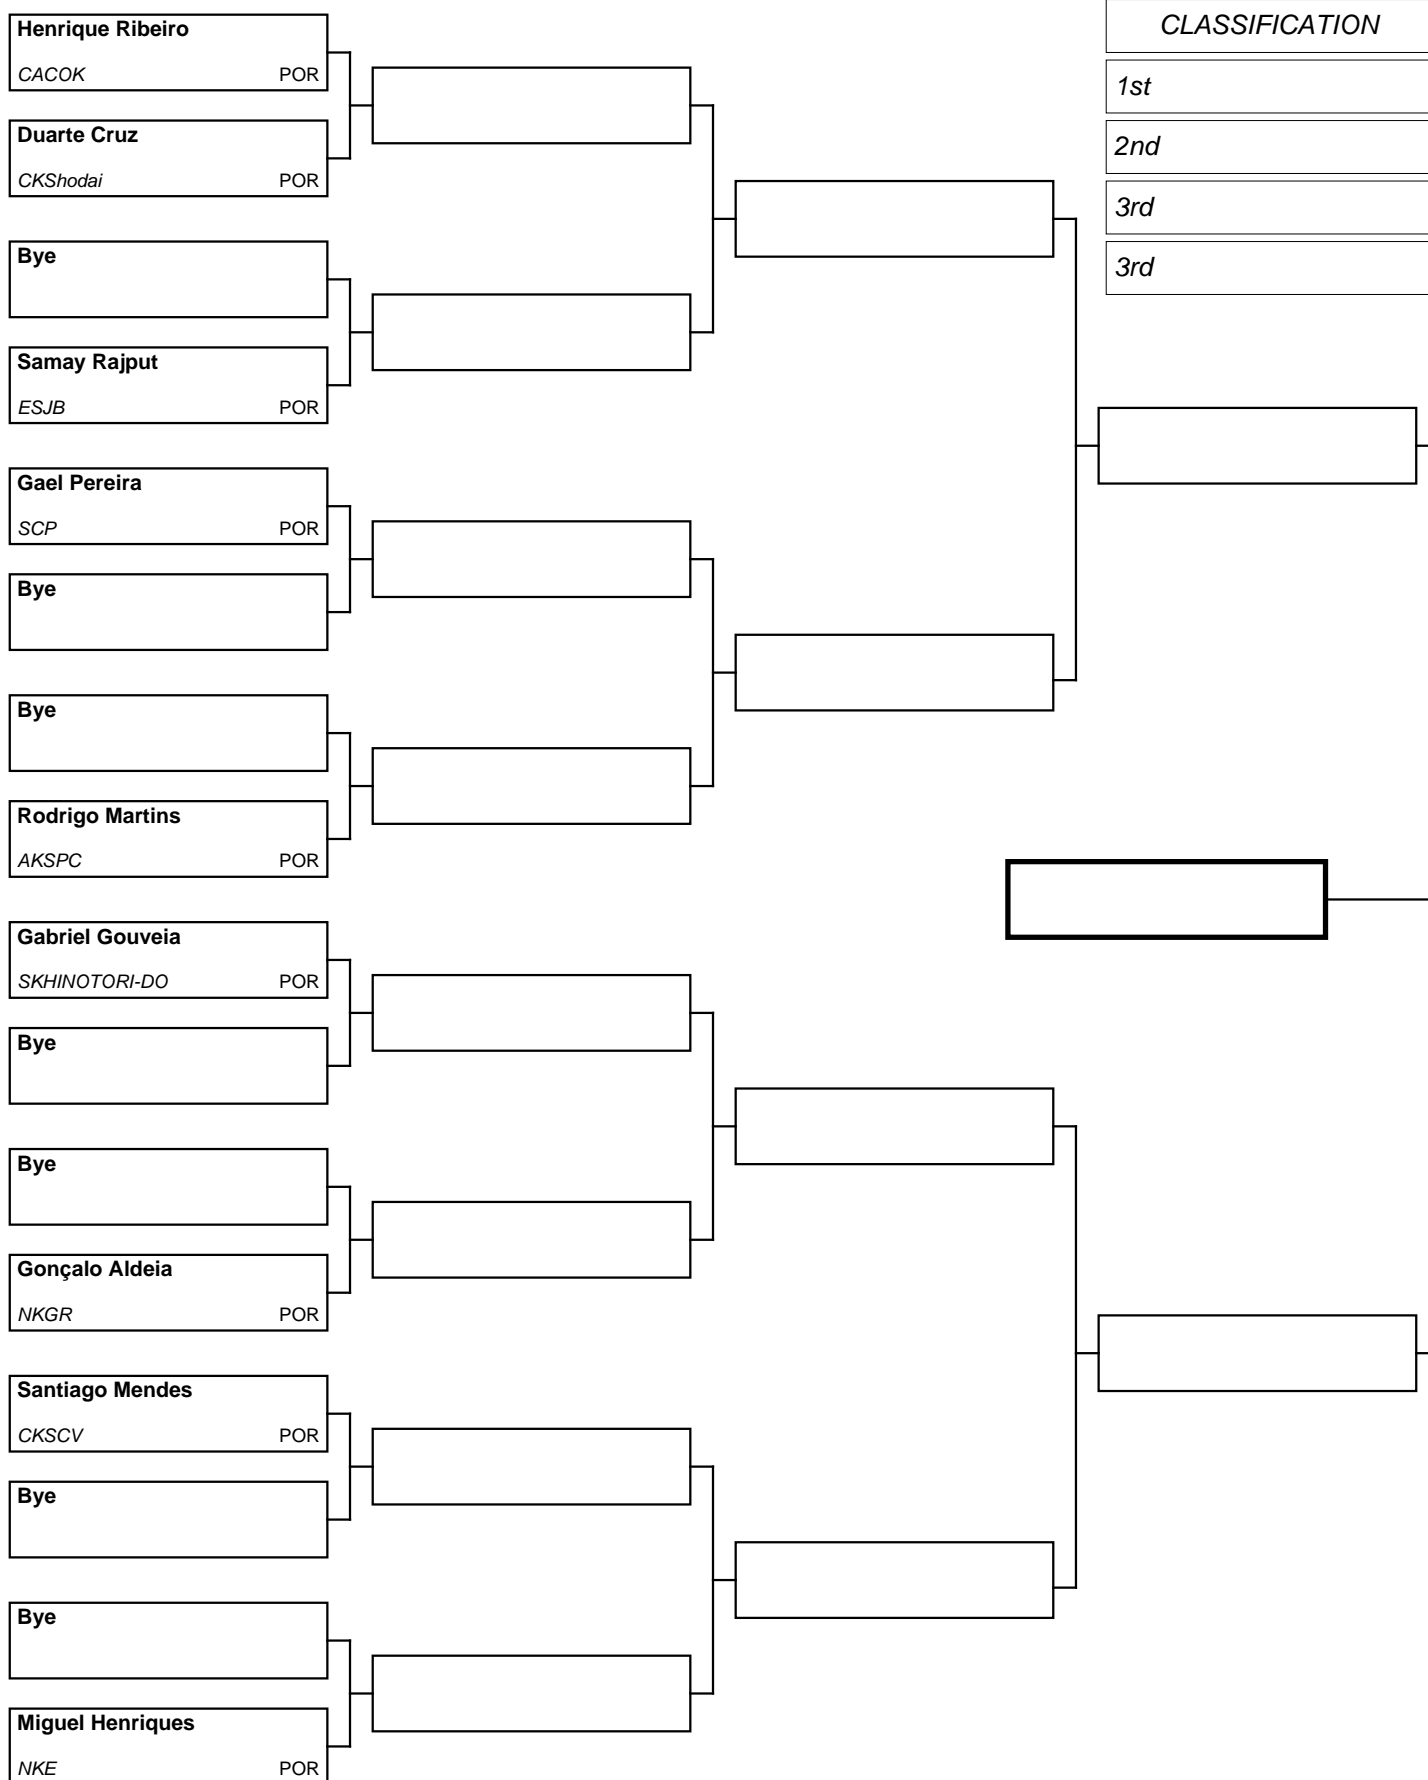 Henrique Ribeiro
CACOK POR
Duarte Cruz
CKShodai POR
Bye
Samay Rajput
ESJB POR
Gael Pereira
SCP POR
Bye
Bye
Rodrigo Martins
AKSPC POR
Gabriel Gouveia
SKHINOTORI-DO POR
Bye
Bye
Gonçalo Aldeia
NKGR POR
Santiago Mendes
CKSCV POR
Bye
Bye
Miguel Henriques
NKE POR
CLASSIFICATION
1st
2nd
3rd
3rd